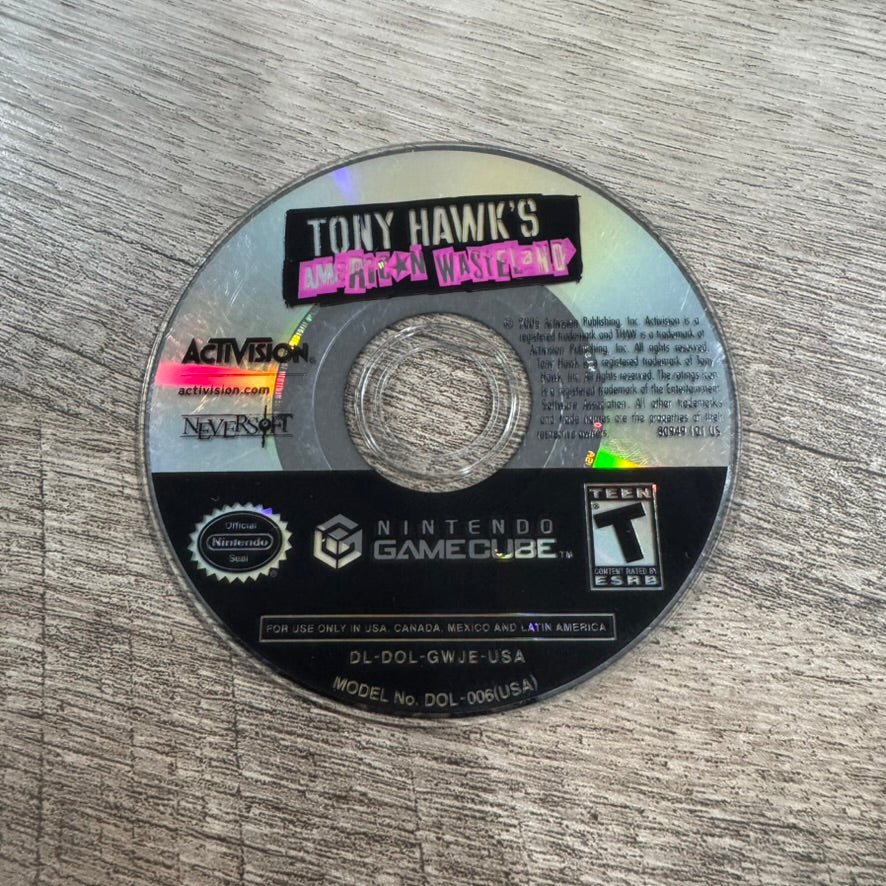 TONY HAWK'S
AMERICAN WASTELAND
ACTIVISION®
activision.com
NEVERSOFT
© 2005 Activision Publishing, Inc. Activision is a
registered trademark and THAW is a trademark of
Activision Publishing, Inc. All rights reserved.
Tony Hawk is a registered trademark of Tony
Hawk, Inc. All rights reserved. The ratings icon
is a registered trademark of the Entertainment
Software Association. All other trademarks
and trade names are the properties of their
respective owners. 80949 101 US
Official
Nintendo
Seal
®
NINTENDO
GAMECUBE™
TEEN
®
T
CONTENT RATED BY
ESRB
FOR USE ONLY IN USA, CANADA, MEXICO AND LATIN AMERICA
DL-DOL-GWJE-USA
MODEL No. DOL-006(USA)